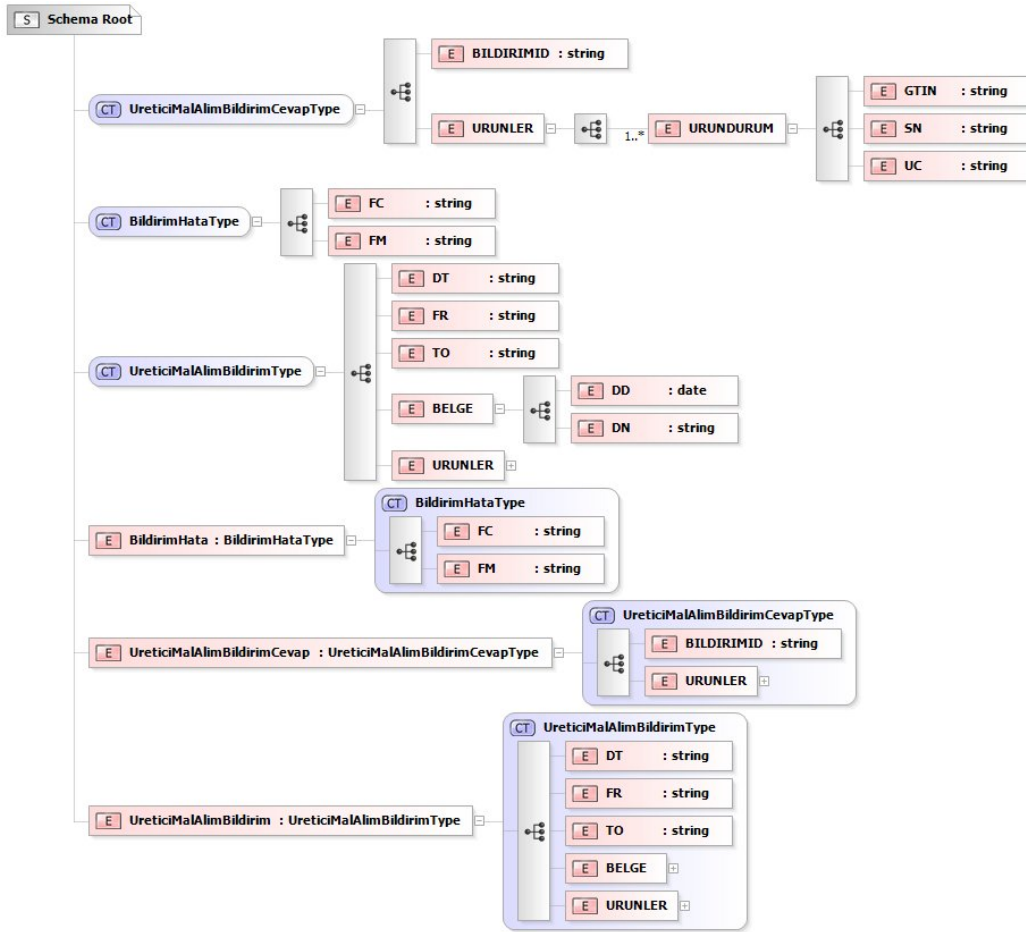 S Schema Root
E BILDIRIMID : string
CT UreticiMalAlimBildirimCevapType
E URUNLER
1..*
E URUNDURUM
E GTIN : string
E SN : string
E UC : string
CT BildirimHataType
E FC : string
E FM : string
CT UreticiMalAlimBildirimType
E DT : string
E FR : string
E TO : string
E BELGE
E DD : date
E DN : string
E URUNLER
E BildirimHata : BildirimHataType
CT BildirimHataType
E FC : string
E FM : string
E UreticiMalAlimBildirimCevap : UreticiMalAlimBildirimCevapType
CT UreticiMalAlimBildirimCevapType
E BILDIRIMID : string
E URUNLER
E UreticiMalAlimBildirim : UreticiMalAlimBildirimType
CT UreticiMalAlimBildirimType
E DT : string
E FR : string
E TO : string
E BELGE
E URUNLER